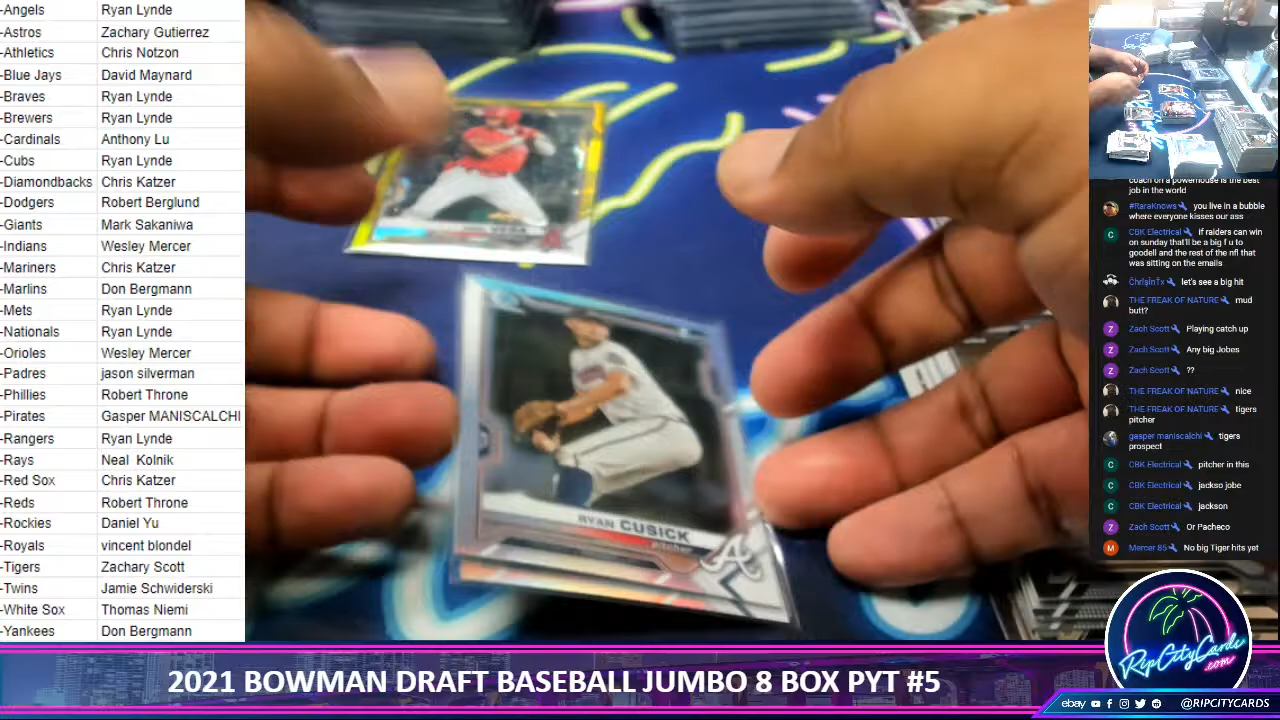 -Angels Ryan Lynde
-Astros Zachary Gutierrez
-Athletics Chris Notzon
-Blue Jays David Maynard
-Braves Ryan Lynde
-Brewers Ryan Lynde
-Cardinals Anthony Lu
-Cubs Ryan Lynde
-Diamondbacks Chris Katzer
-Dodgers Robert Berglund
-Giants Mark Sakaniwa
-Indians Wesley Mercer
-Mariners Chris Katzer
-Marlins Don Bergmann
-Mets Ryan Lynde
-Nationals Ryan Lynde
-Orioles Wesley Mercer
-Padres jason silverman
-Phillies Robert Throne
-Pirates Gasper MANISCALCHI
-Rangers Ryan Lynde
-Rays Neal Kolnik
-Red Sox Chris Katzer
-Reds Robert Throne
-Rockies Daniel Yu
-Royals vincent blondel
-Tigers Zachary Scott
-Twins Jamie Schwiderski
-White Sox Thomas Niemi
-Yankees Don Bergmann
RYAN CUSICK
pitcher
A
coach on a powerhouse is the best
job in the world
#RaraKnows you live in a bubble
where everyone kisses our ass
C CBK Electrical if raiders can win
on sunday that'll be a big f u to
goodell and the rest of the nfl that
was sitting on the emails
let's see a big hit
THE FREAK OF NATURE mud
butt?
Z Zach Scott Playing catch up
Z Zach Scott Any big Jobes
Z Zach Scott ??
THE FREAK OF NATURE nice
THE FREAK OF NATURE tigers
pitcher
gasper maniscalchi tigers
prospect
C CBK Electrical pitcher in this
C CBK Electrical jackso jobe
C CBK Electrical jackson
Z Zach Scott Or Pacheco
M Mercer 85 No big Tiger hits yet
RipCityCards
.com
2021 BOWMAN DRAFT BASEBALL JUMBO 8 BOX PYT #5
ebay @RIPCITYCARDS